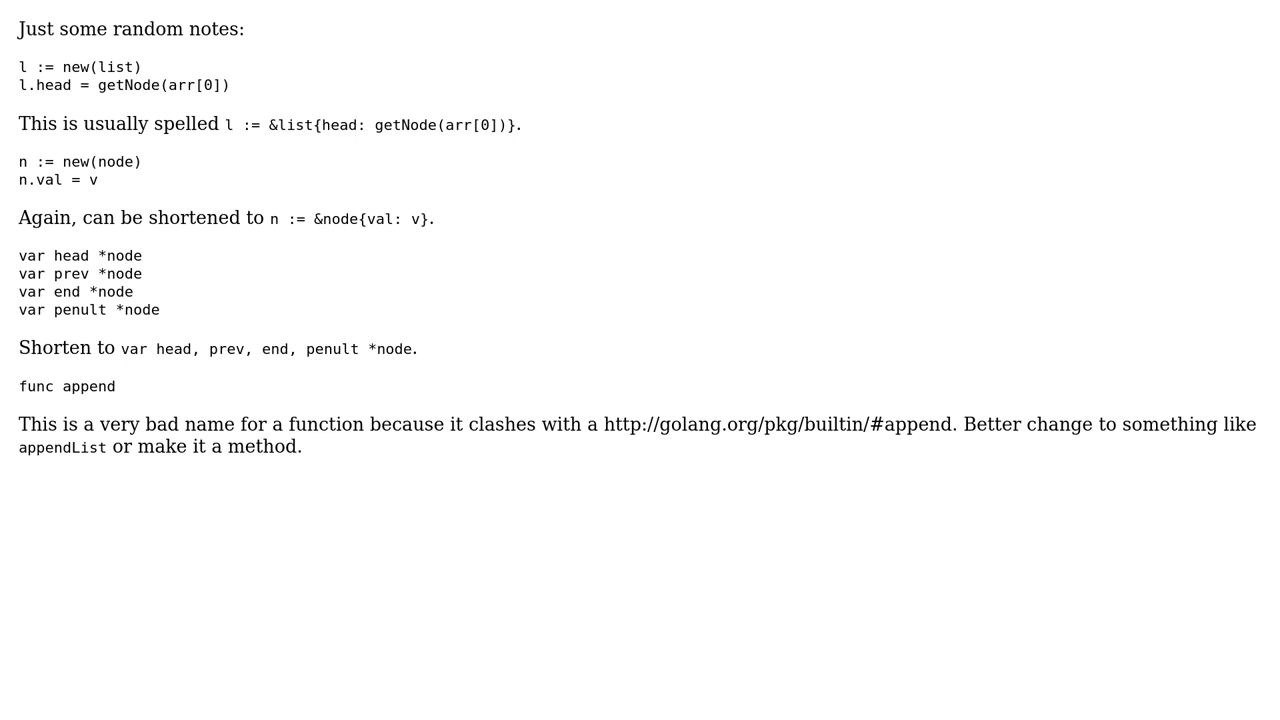 Just some random notes:
l := new(list)
l.head = getNode(arr[0])
This is usually spelled l := &list{head: getNode(arr[0])}.
n := new(node)
n.val = v
Again, can be shortened to n := &node{val: v}.
var head *node
var prev *node
var end *node
var penult *node
Shorten to var head, prev, end, penult *node.
func append
This is a very bad name for a function because it clashes with a http://golang.org/pkg/builtin/#append. Better change to something like
appendList or make it a method.